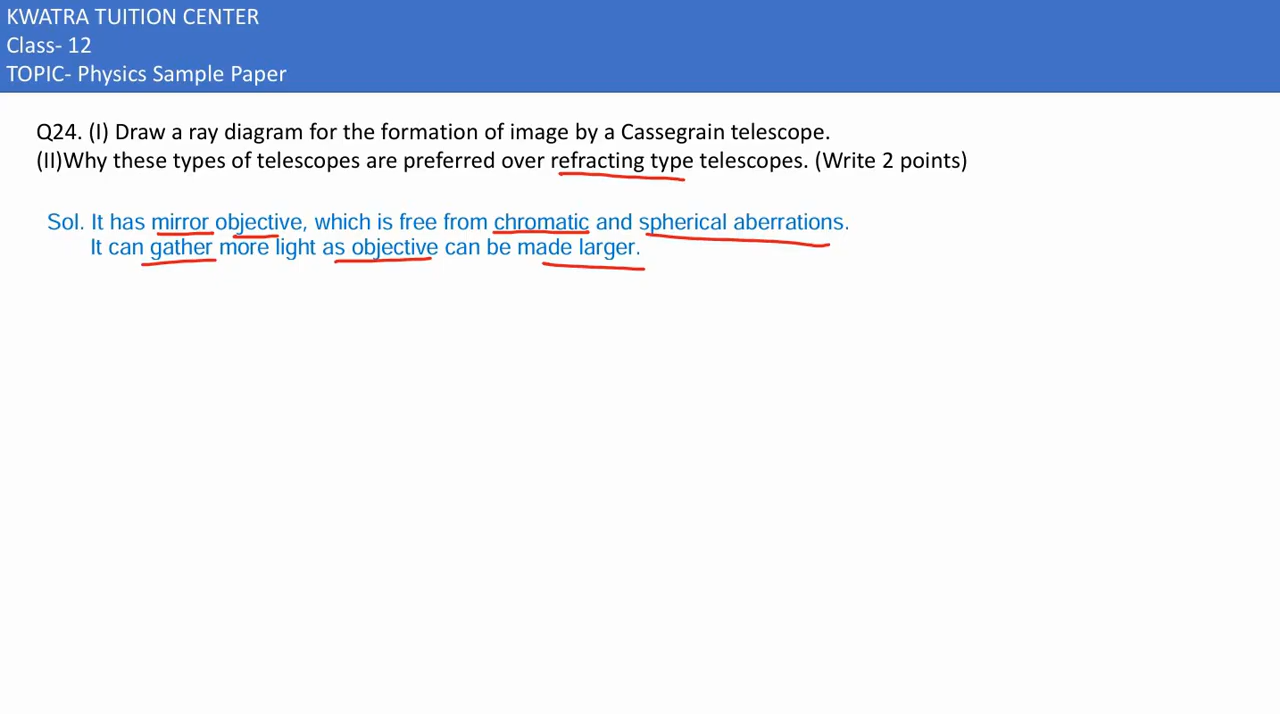 KWATRA TUITION CENTER
Class- 12
TOPIC- Physics Sample Paper
Q24. (I) Draw a ray diagram for the formation of image by a Cassegrain telescope.
(II)Why these types of telescopes are preferred over refracting type telescopes. (Write 2 points)
Sol. It has mirror objective, which is free from chromatic and spherical aberrations.
It can gather more light as objective can be made larger.